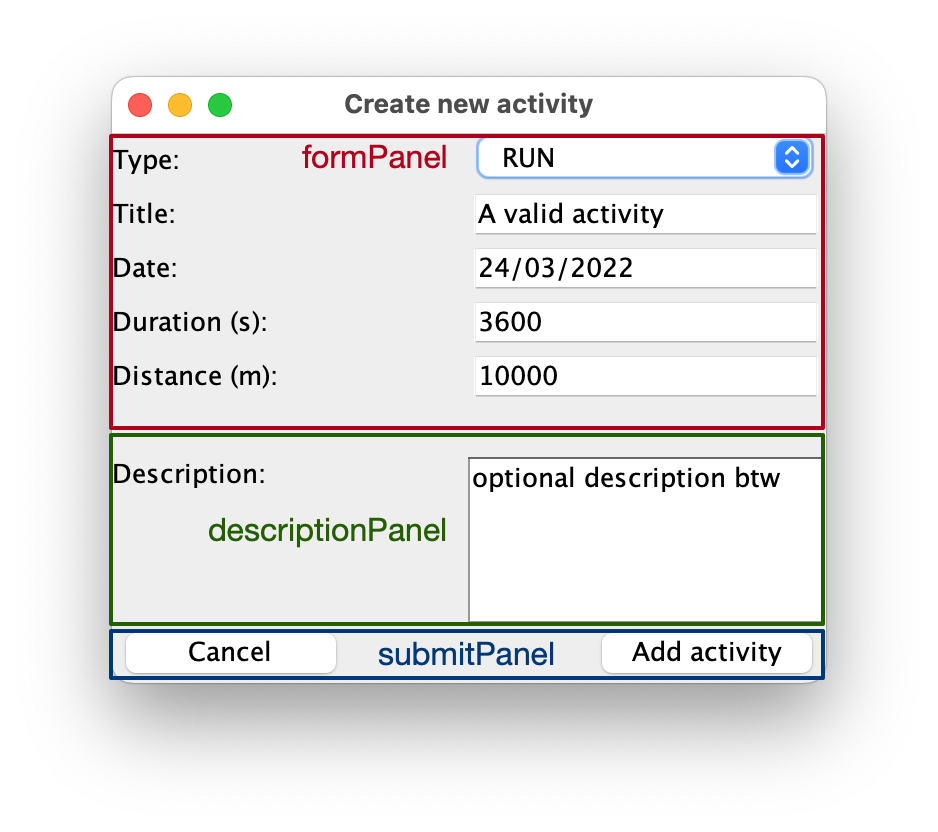 Create new activity
Type: formPanel RUN
Title: A valid activity
Date: 24/03/2022
Duration (s): 3600
Distance (m): 10000
Description: optional description btw
descriptionPanel
Cancel submitPanel Add activity